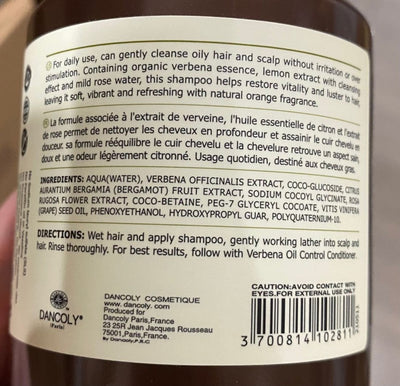 For daily use, can gently cleanse oily hair and scalp without irritation or over
stimulation. Containing organic verbena essence, lemon extract with cleansing
effect and mild rose water, this shampoo helps restore vitality and luster to hair,
leaving it soft, vibrant and refreshing with natural orange fragrance.
La formule associée à l'extrait de verveine, l'huile essentielle de citron et l'extrait
de rose permet de nettoyer les cheveux en profondeur et assainir le cuir chevelu en
douceur. sa formule rééquilibre le cuir chevelu et la chevelure retrouve un aspect sain,
doux et une odeur légèrement citronné. Usage quotidien, destiné aux cheveux gras.
INGREDIENTS: AQUA(WATER), VERBENA OFFICINALIS EXTRACT, COCO-GLUCOSIDE, CITRUS
AURANTIUM BERGAMIA (BERGAMOT) FRUIT EXTRACT, SODIUM COCOYL GLYCINATE, ROSA
RUGOSA FLOWER EXTRACT, COCO-BETAINE, PEG-7 GLYCERYL COCOATE, VITIS VINIFERA
(GRAPE) SEED OIL, PHENOXYETHANOL, HYDROXYPROPYL GUAR, POLYQUATERNIUM-10.
DIRECTIONS: Wet hair and apply shampoo, gently working lather into scalp and
hair. Rinse thoroughly. For best results, follow with Verbena Oil Control Conditioner.
CAUTION:AVOID CONTACT WITH
EYES.FOR EXTERNAL USE ONLY
DANCOLY
(Paris)
DANCOLY COSMETIQUE
www.dancoly.com
Produced for
Dancoly Paris,France
23 25R Jean Jacques Rousseau
75001,Paris,France.
By Dancoly.P.R.C
3 700814 102811